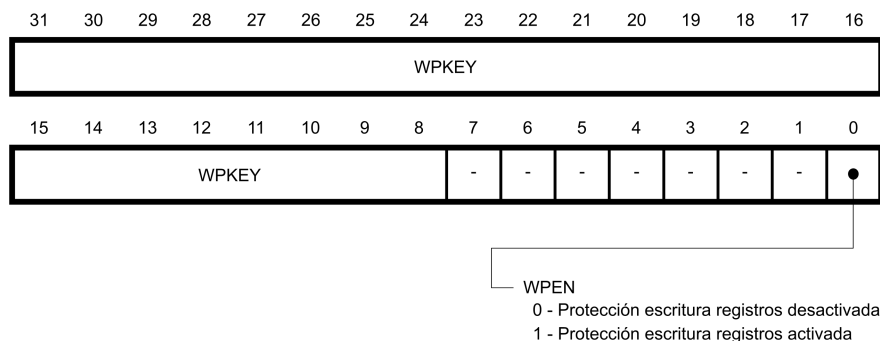 31 30 29 28 27 26 25 24 23 22 21 20 19 18 17 16
WPKEY
15 14 13 12 11 10 9 8 7 6 5 4 3 2 1 0
WPKEY - - - - - - -
WPEN
0 - Protección escritura registros desactivada
1 - Protección escritura registros activada